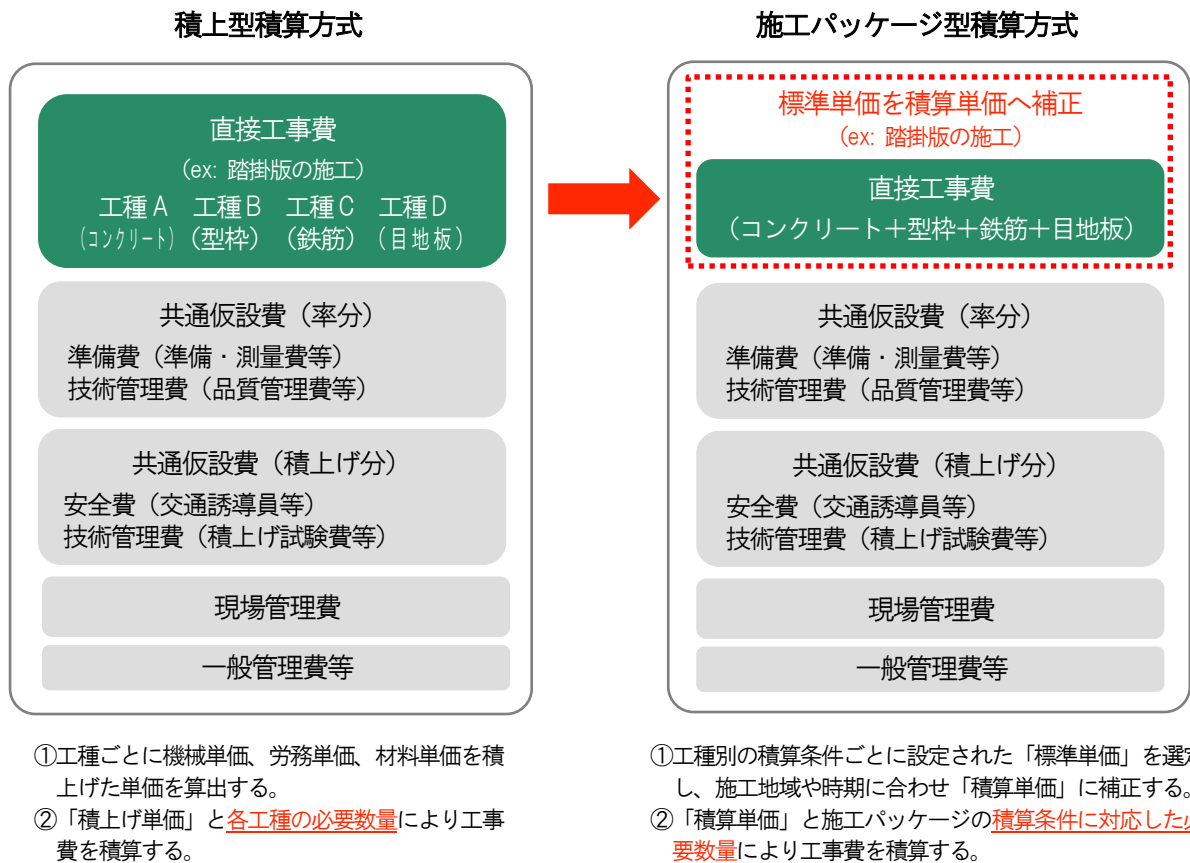 積上型積算方式
直接工事費
（ex: 踏掛版の施工）
工種A 工種B 工種C 工種D
（コンクリート）（型枠）（鉄筋）（目地板）
共通仮設費（率分）
準備費（準備・測量費等）
技術管理費（品質管理費等）
共通仮設費（積上げ分）
安全費（交通誘導員等）
技術管理費（積上げ試験費等）
現場管理費
一般管理費等
①工種ごとに機械単価、労務単価、材料単価を積
上げた単価を算出する。
②「積上げ単価」と各工種の必要数量により工事
費を積算する。
施工パッケージ型積算方式
標準単価を積算単価へ補正
（ex: 踏掛版の施工）
直接工事費
（コンクリート＋型枠＋鉄筋＋目地板）
共通仮設費（率分）
準備費（準備・測量費等）
技術管理費（品質管理費等）
共通仮設費（積上げ分）
安全費（交通誘導員等）
技術管理費（積上げ試験費等）
現場管理費
一般管理費等
①工種別の積算条件ごとに設定された「標準単価」を選定
し、施工地域や時期に合わせ「積算単価」に補正する。
②「積算単価」と施工パッケージの積算条件に対応した必
要数量により工事費を積算する。